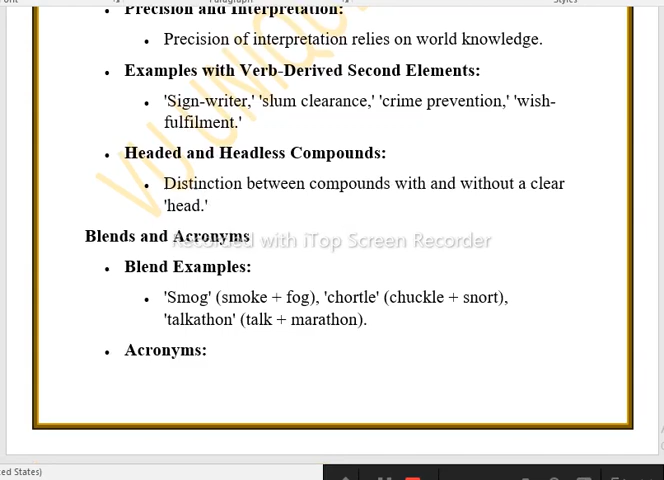 Precision and Interpretation:
Precision of interpretation relies on world knowledge.
Examples with Verb-Derived Second Elements:
'Sign-writer,' 'slum clearance,' 'crime prevention,' 'wish-
fulfilment.'
Headed and Headless Compounds:
Distinction between compounds with and without a clear
'head.'
Blends and Acronyms
Recorded with iTop Screen Recorder
Blend Examples:
'Smog' (smoke + fog), 'chortle' (chuckle + snort),
'talkathon' (talk + marathon).
Acronyms:
ed States)